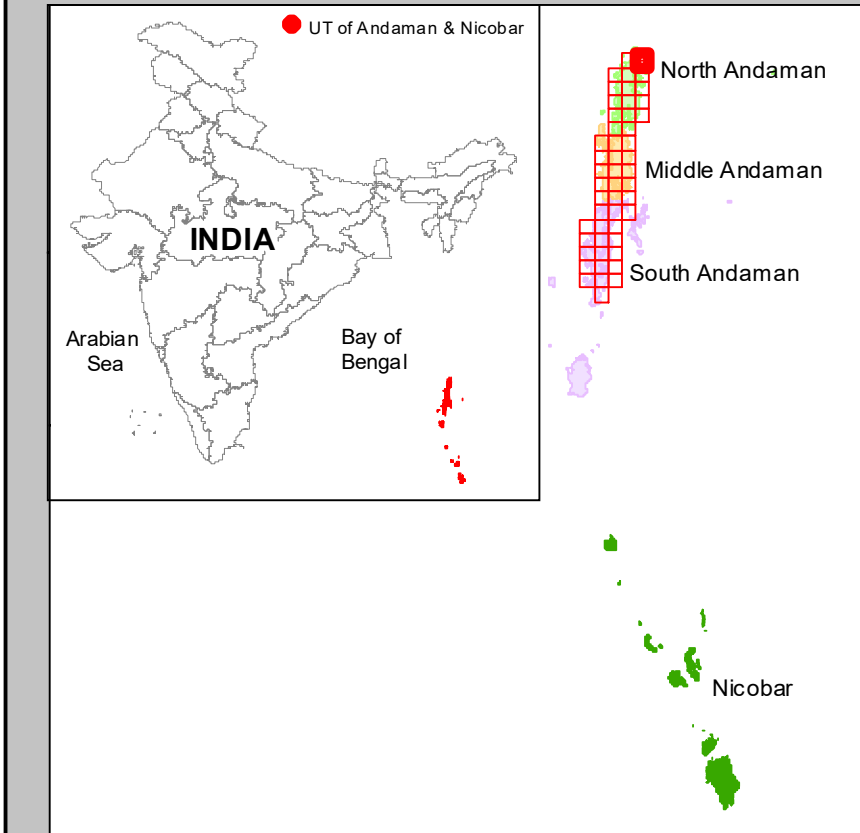 UT of Andaman & Nicobar
North Andaman
Middle Andaman
INDIA
South Andaman
Arabian
Sea
Bay of
Bengal
Nicobar